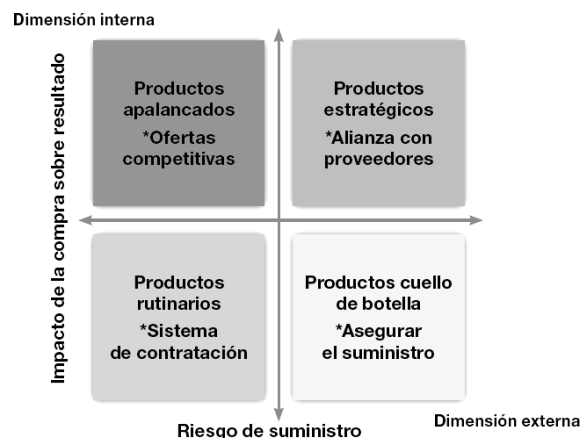 Dimensión interna
Impacto de la compra sobre resultado
Productos
apalancados
*Ofertas
competitivas
Productos
estratégicos
*Alianza con
proveedores
Productos
rutinarios
*Sistema
de contratación
Productos cuello
de botella
*Asegurar
el suministro
Riesgo de suministro
Dimensión externa